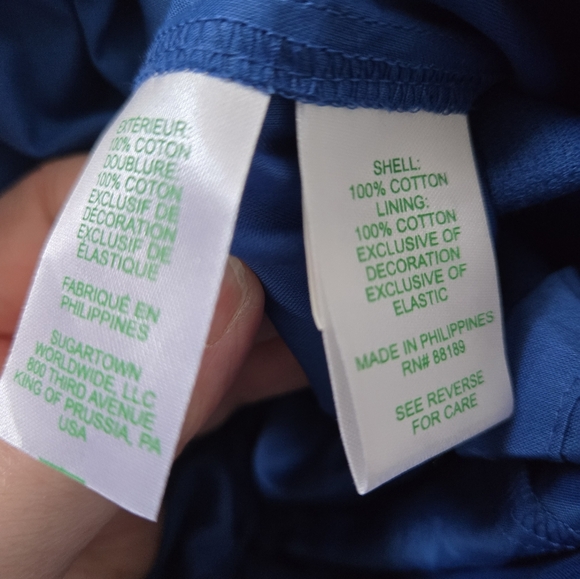 EXTÉRIEUR:
100% COTON
DOUBLURE:
100% COTON
EXCLUSIF DE
DÉCORATION
EXCLUSIF DE
ÉLASTIQUE
FABRIQUÉ EN
PHILIPPINES
SUGARTOWN
WORLDWIDE, LLC
800 THIRD AVENUE
KING OF PRUSSIA, PA
USA
SHELL:
100% COTTON
LINING:
100% COTTON
EXCLUSIVE OF
DECORATION
EXCLUSIVE OF
ELASTIC
MADE IN PHILIPPINES
RN# 88189
SEE REVERSE
FOR CARE